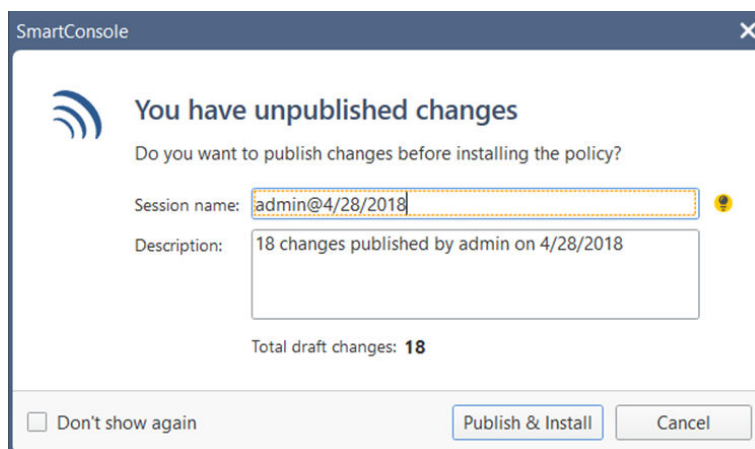 SmartConsole
You have unpublished changes
Do you want to publish changes before installing the policy?
Session name: admin@4/28/2018
Description: 18 changes published by admin on 4/28/2018
Total draft changes: 18
Don't show again Publish & Install Cancel